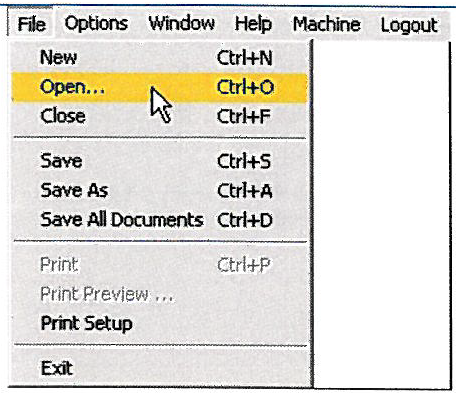 File Options Window Help Machine Logout
New Ctrl+N
Open... Ctrl+O
Close Ctrl+F
Save Ctrl+S
Save As Ctrl+A
Save All Documents Ctrl+D
Print Ctrl+P
Print Preview ...
Print Setup
Exit